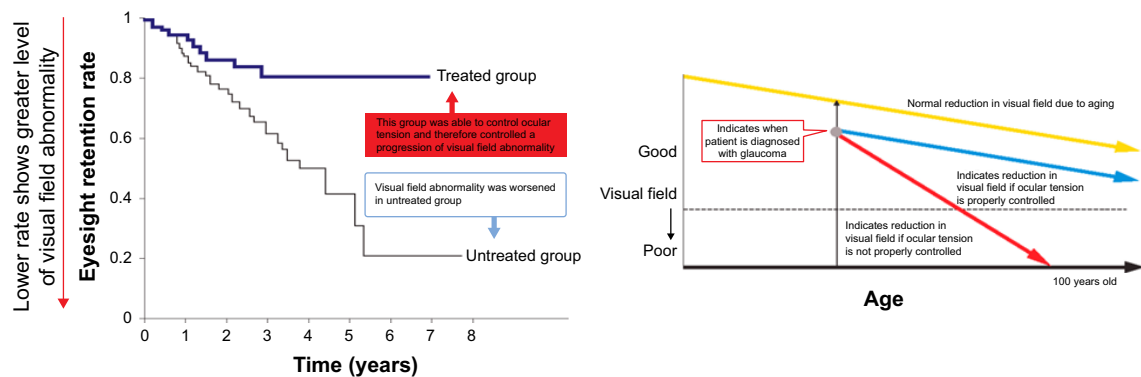 Lower rate shows greater level
of visual field abnormality
Eyesight retention rate
1
0.8
0.6
0.4
0.2
0
0
1
2
3
4
5
6
7
8
Time (years)
Treated group
This group was able to control ocular
tension and therefore controlled a
progression of visual field abnormality
Visual field abnormality was worsened
in untreated group
Untreated group
Good
Visual field
Poor
Indicates when
patient is diagnosed
with glaucoma
Normal reduction in visual field due to aging
Indicates reduction in
visual field if ocular tension
is properly controlled
Indicates reduction in
visual field if ocular tension
is not properly controlled
100 years old
Age